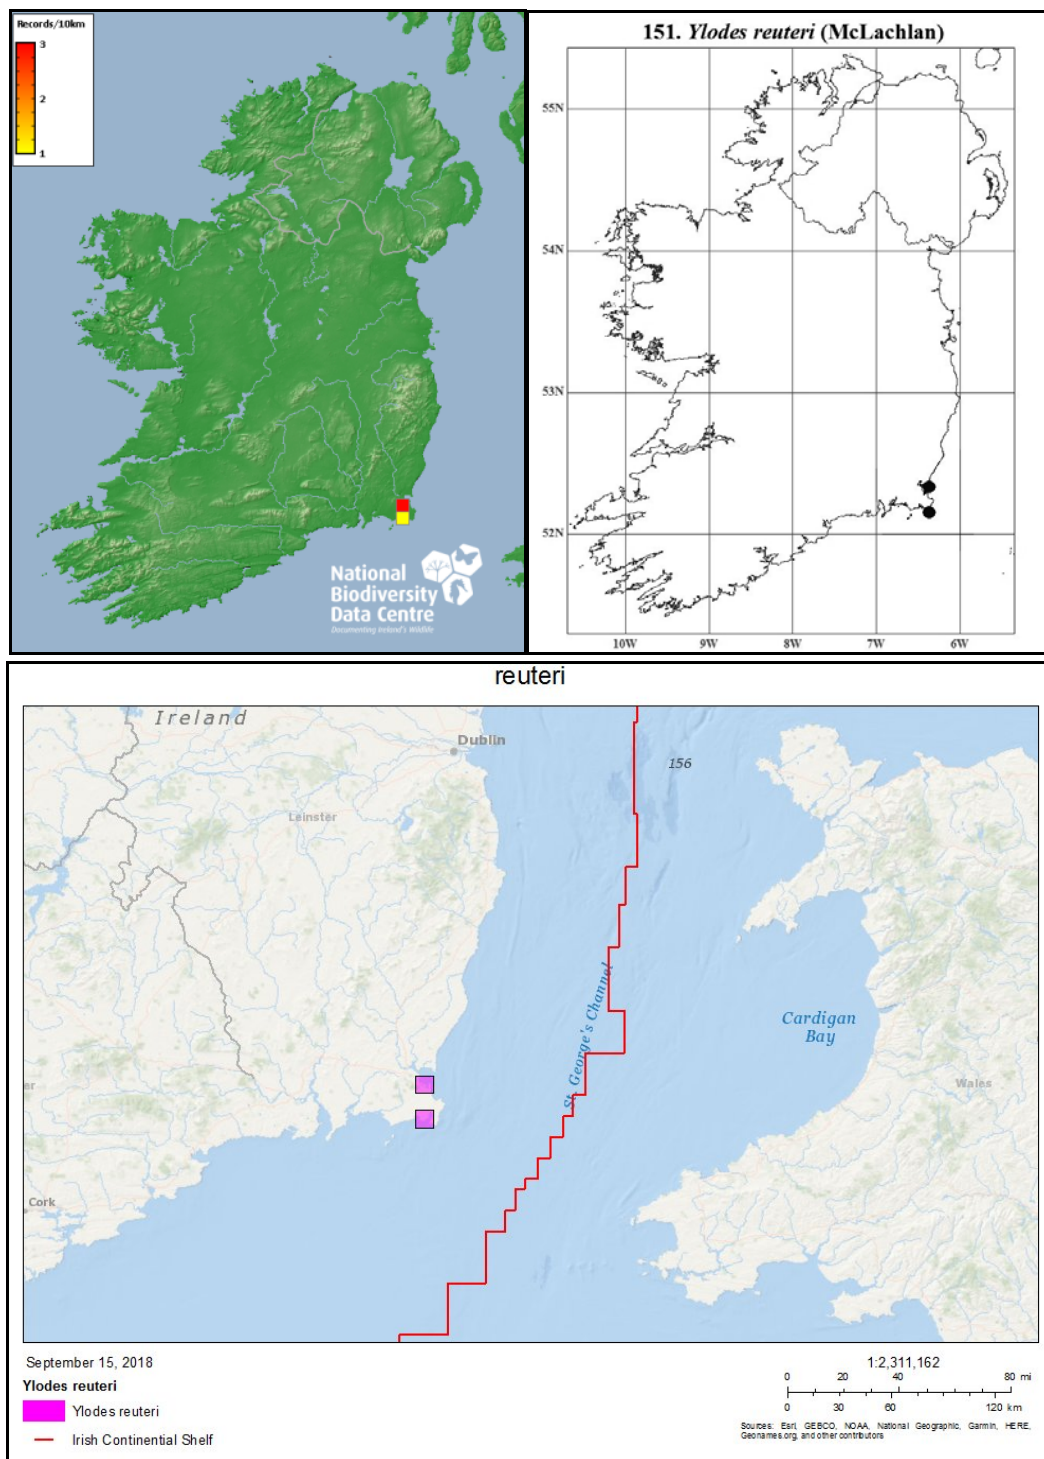 Records/10km
3
2
1
National
Biodiversity
Data Centre
Documenting Ireland's Wildlife
151. Ylodes reuteri (McLachlan)
55N
54N
53N
52N
10W 9W 8W 7W 6W
reuteri
Ireland
Dublin
156
Leinster
St. George's Channel
Cardigan
Bay
er
Wales
Cork
September 15, 2018
Ylodes reuteri
Ylodes reuteri
Irish Continental Shelf
1:2,311,162
0 20 40 80 mi
0 30 60 120 km
Sources: Esri, GEBCO, NOAA, National Geographic, Garmin, HERE,
Geonames.org, and other contributors